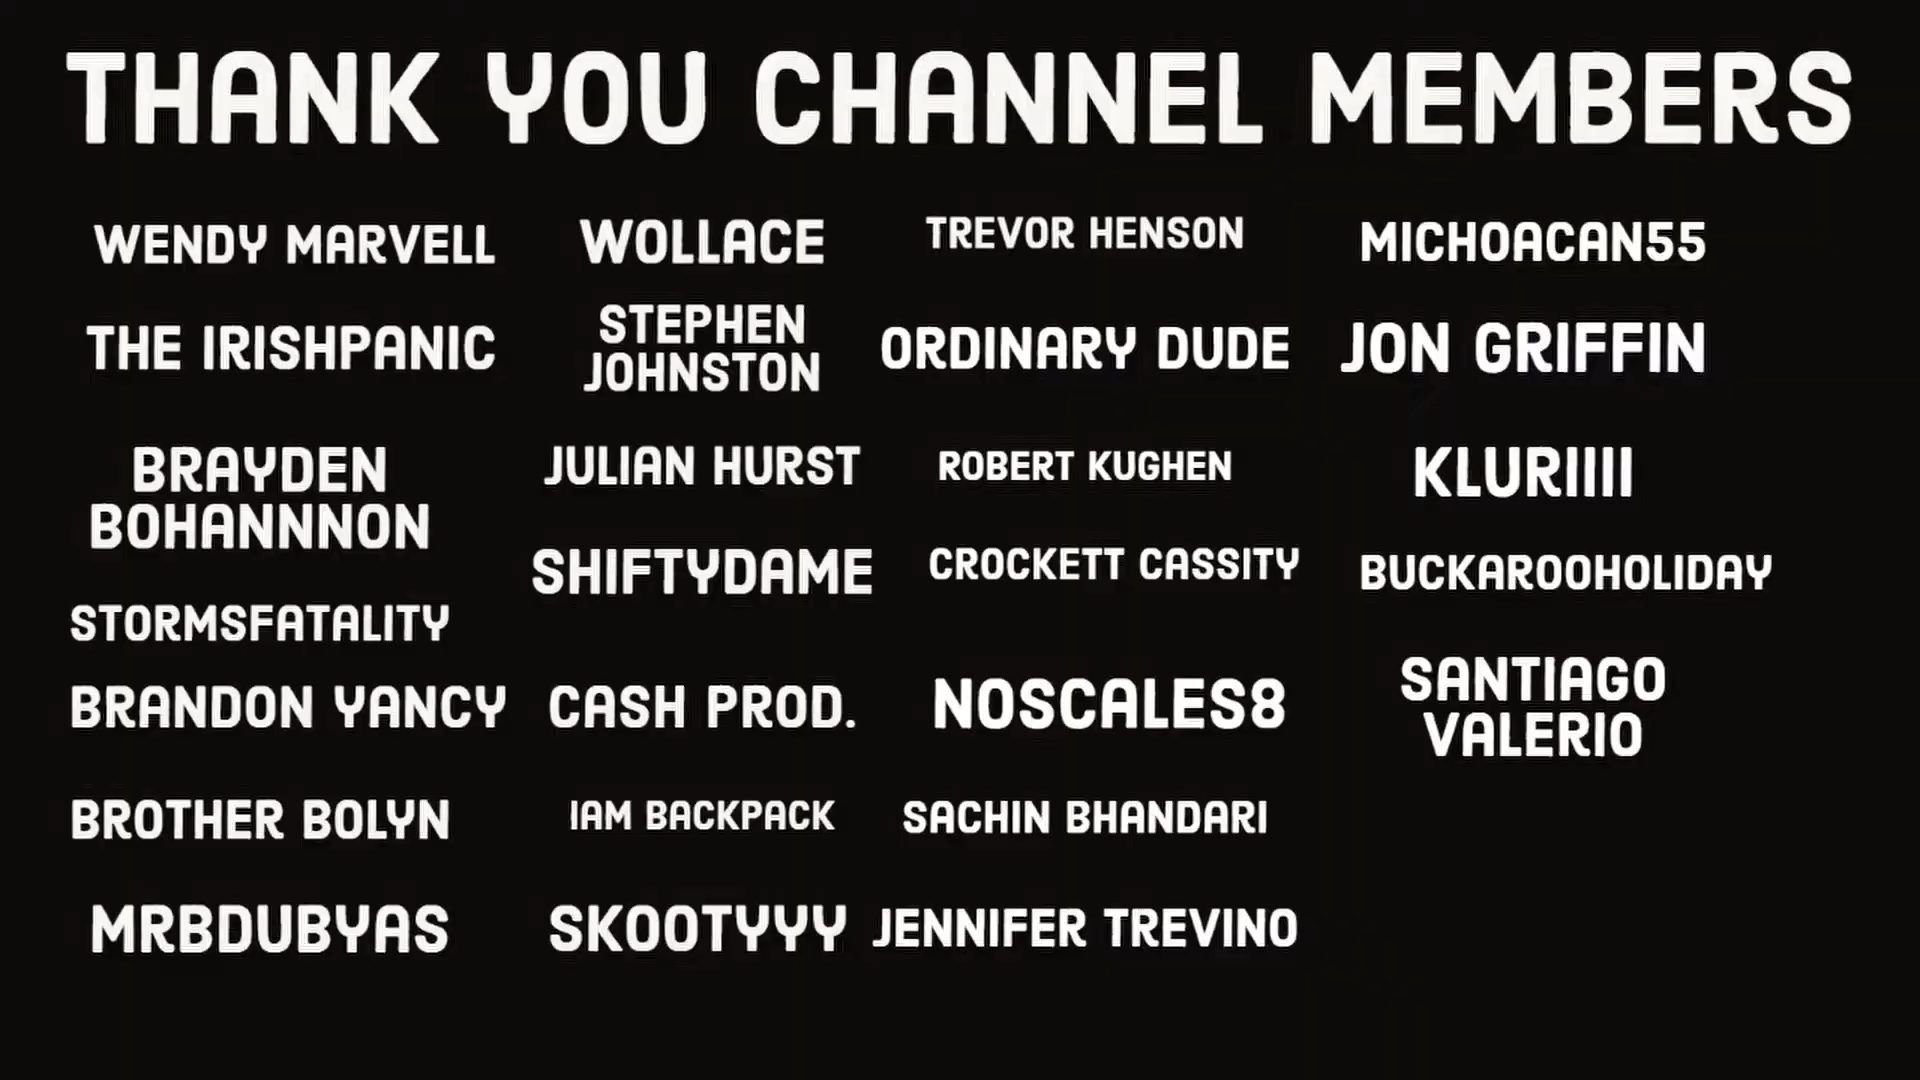 THANK YOU CHANNEL MEMBERS
WENDY MARVELL
THE IRISHPANIC
BRAYDEN
BOHANNNON
STORMSFATALITY
BRANDON YANCY
BROTHER BOLYN
MRBDUBYAS
WOLLACE
STEPHEN
JOHNSTON
JULIAN HURST
SHIFTYDAME
CASH PROD.
IAM BACKPACK
SKOOTYYY
TREVOR HENSON
ORDINARY DUDE
ROBERT KUGHEN
CROCKETT CASSITY
NOSCALES8
SACHIN BHANDARI
JENNIFER TREVINO
MICHOACAN55
JON GRIFFIN
KLURIIII
BUCKAROOHOLIDAY
SANTIAGO
VALERIO